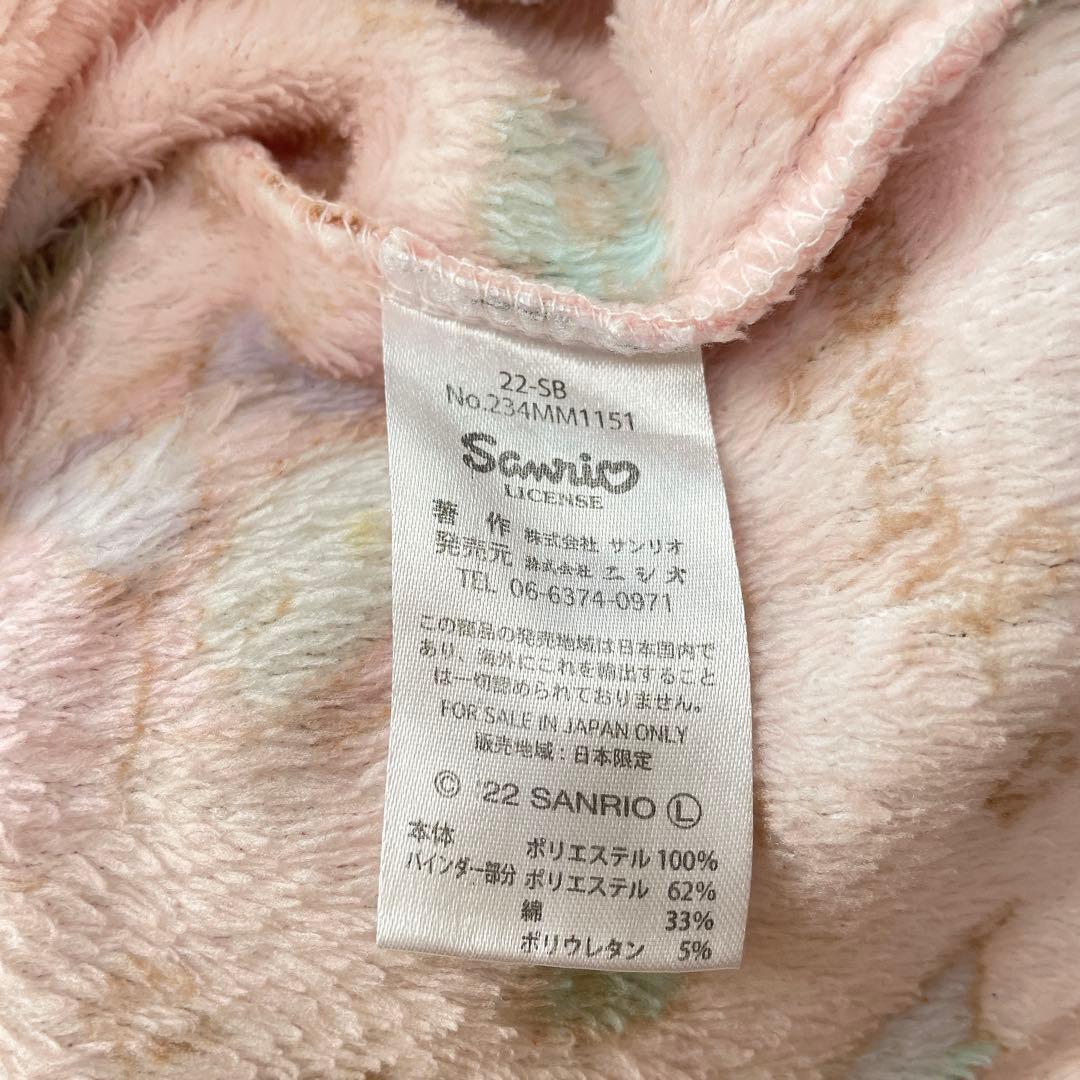 22-SB
No.234MM1151
Sanrio
LICENSE
著 作 株式会社 サンリオ
発売元 株式会社 エジオ
TEL 06-6374-0971
この商品の発売地域は日本国内で
あり、海外にこれを輸出すること
は一切認められておりません。
FOR SALE IN JAPAN ONLY
販売地域：日本限定
© '22 SANRIO Ⓛ
本体 ポリエステル 100%
バインダー部分 ポリエステル 62%
綿 33%
ポリウレタン 5%